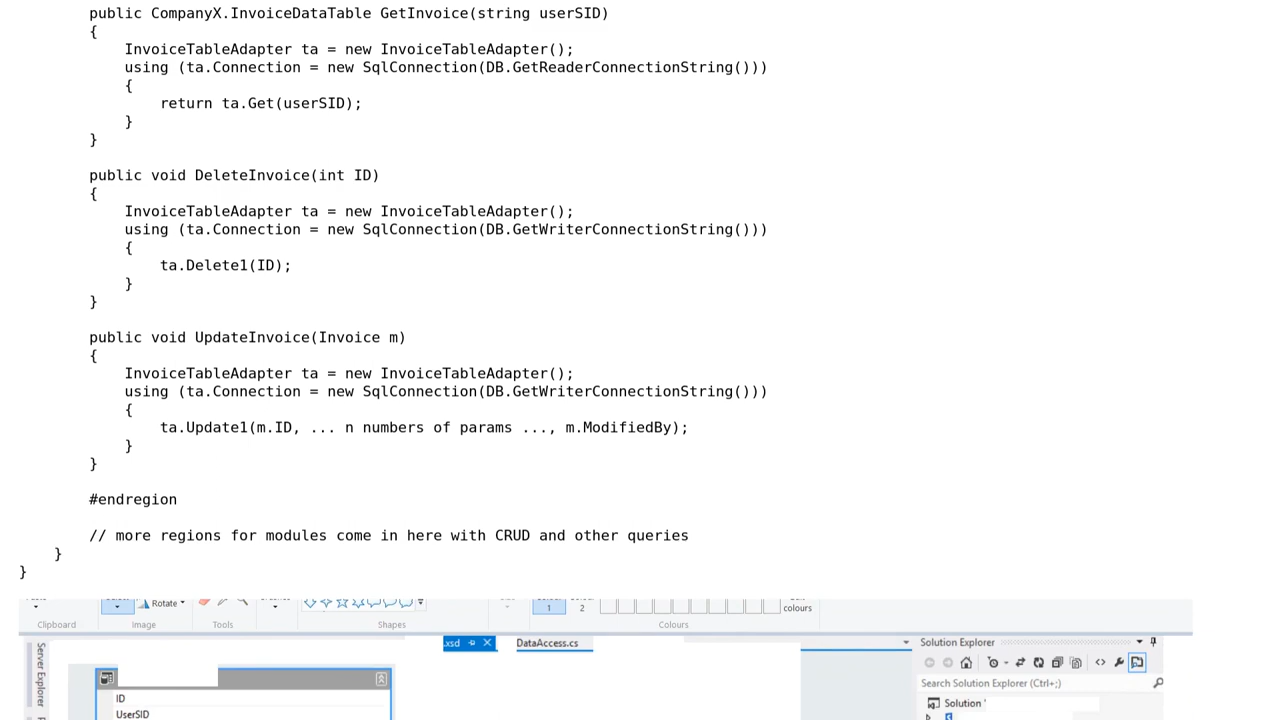 public CompanyX.InvoiceDataTable GetInvoice(string userSID)
{
InvoiceTableAdapter ta = new InvoiceTableAdapter();
using (ta.Connection = new SqlConnection(DB.GetReaderConnectionString()))
{
return ta.Get(userSID);
}
}
public void DeleteInvoice(int ID)
{
InvoiceTableAdapter ta = new InvoiceTableAdapter();
using (ta.Connection = new SqlConnection(DB.GetWriterConnectionString()))
{
ta.Delete1(ID);
}
}
public void UpdateInvoice(Invoice m)
{
InvoiceTableAdapter ta = new InvoiceTableAdapter();
using (ta.Connection = new SqlConnection(DB.GetWriterConnectionString()))
{
ta.Update1(m.ID, ... n numbers of params ..., m.ModifiedBy);
}
}
#endregion
// more regions for modules come in here with CRUD and other queries
}
}
Rotate
1 2 colours
Clipboard Image Tools Shapes Colours
.xsd DataAccess.cs Solution Explorer
Server Explorer
Search Solution Explorer (Ctrl+;)
ID
Solution '
UserSID